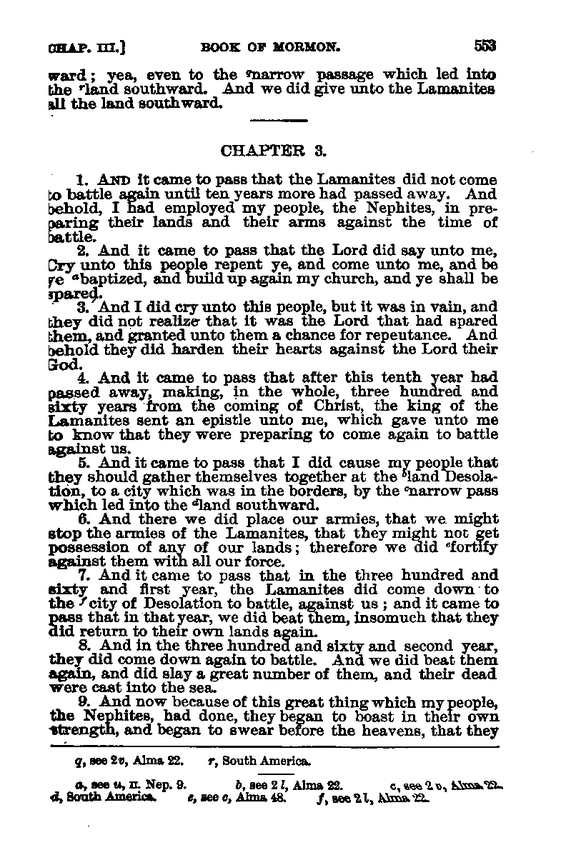 CHAP. III.] BOOK OF MORMON. 553
ward; yea, even to the qnarrow passage which led into
the rland southward. And we did give unto the Lamanites
all the land southward.
CHAPTER 3.
1. AND it came to pass that the Lamanites did not come
to battle again until ten years more had passed away. And
behold, I had employed my people, the Nephites, in pre-
paring their lands and their arms against the time of
battle.
2. And it came to pass that the Lord did say unto me,
Cry unto this people repent ye, and come unto me, and be
ye abaptized, and build up again my church, and ye shall be
spared.
3. And I did cry unto this people, but it was in vain, and
they did not realize that it was the Lord that had spared
them, and granted unto them a chance for repeutance. And
behold they did harden their hearts against the Lord their
God.
4. And it came to pass that after this tenth year had
passed away, making, in the whole, three hundred and
sixty years from the coming of Christ, the king of the
Lamanites sent an epistle unto me, which gave unto me
to know that they were preparing to come again to battle
against us.
5. And it came to pass that I did cause my people that
they should gather themselves together at the bland Desola-
tion, to a city which was in the borders, by the cnarrow pass
which led into the dland southward.
6. And there we did place our armies, that we might
stop the armies of the Lamanites, that they might not get
possession of any of our lands; therefore we did efortify
against them with all our force.
7. And it came to pass that in the three hundred and
sixty and first year, the Lamanites did come down to
the fcity of Desolation to battle, against us; and it came to
pass that in that year, we did beat them, insomuch that they
did return to their own lands again.
8. And in the three hundred and sixty and second year,
they did come down again to battle. And we did beat them
again, and did slay a great number of them, and their dead
were cast into the sea.
9. And now because of this great thing which my people,
the Nephites, had done, they began to boast in their own
strength, and began to swear before the heavens, that they
q, see 2v, Alma 22. r, South America.
a, see u, II. Nep. 9. b, see 2 l, Alma 22. c, see 2 v, Alma 22.
d, South America. e, see c, Alma 48. f, see 2 l, Alma 22.